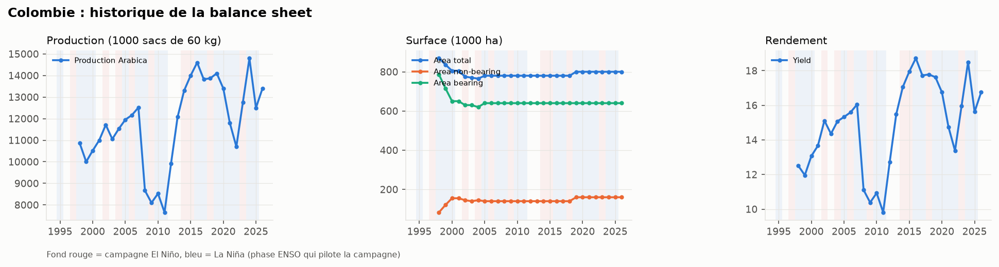 Colombie : historique de la balance sheet
Production (1000 sacs de 60 kg)
15000
14000
13000
12000
11000
10000
9000
8000
Production Arabica
1995 2000 2005 2010 2015 2020 2025
Surface (1000 ha)
800
600
400
200
Area total
Area non-bearing
Area bearing
1995 2000 2005 2010 2015 2020 2025
Rendement
18
16
14
12
10
Yield
1995 2000 2005 2010 2015 2020 2025
Fond rouge = campagne El Niño, bleu = La Niña (phase ENSO qui pilote la campagne)